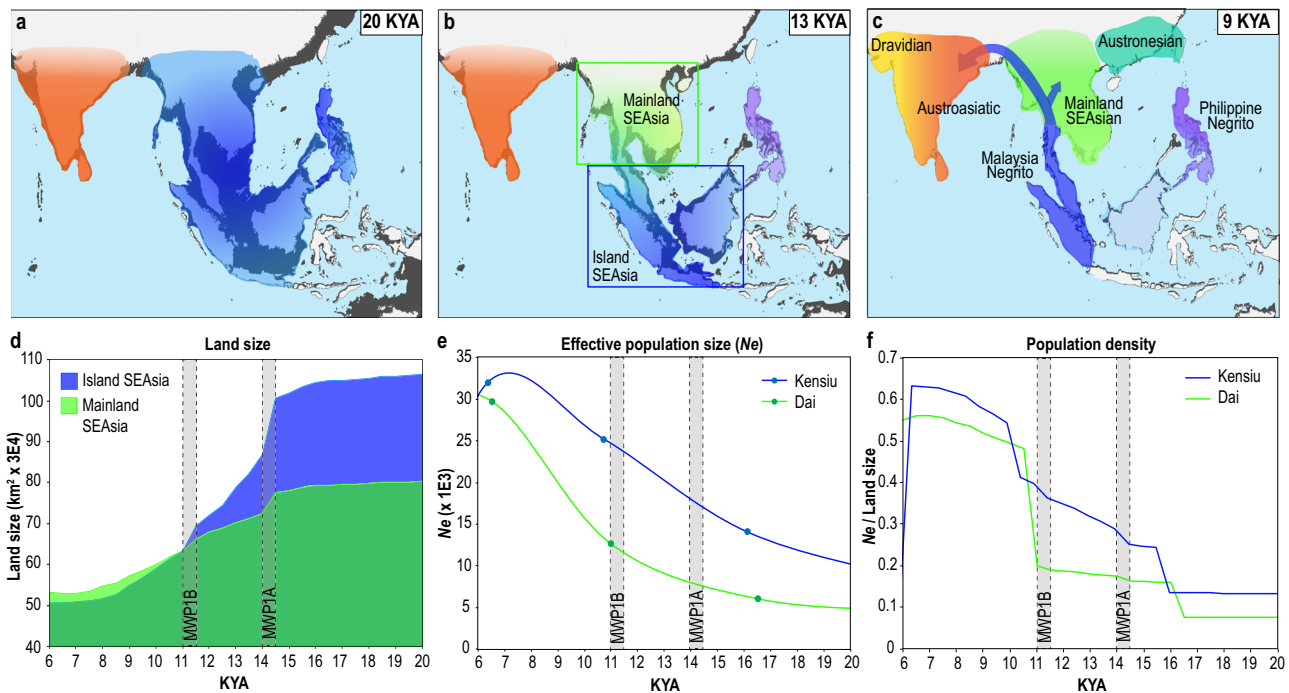 a
20 KYA
b
13 KYA
Mainland
SEAsia
Island
SEAsia
c
9 KYA
Dravidian
Austronesian
Austroasiatic
Mainland
SEAsian
Philippine
Negrito
Malaysia
Negrito
d
Land size
Land size (km² x 3E4)
110
100
90
80
70
60
50
40
Island SEAsia
Mainland
SEAsia
MWP1B
MWP1A
6 7 8 9 10 11 12 13 14 15 16 17 18 19 20
KYA
e
Effective population size (Ne)
Ne (x 1E3)
35
30
25
20
15
10
5
0
Kensiu
Dai
MWP1B
MWP1A
6 7 8 9 10 11 12 13 14 15 16 17 18 19 20
KYA
f
Population density
Ne / Land size
0.7
0.6
0.5
0.4
0.3
0.2
0.1
0
Kensiu
Dai
MWP1B
MWP1A
6 7 8 9 10 11 12 13 14 15 16 17 18 19 20
KYA